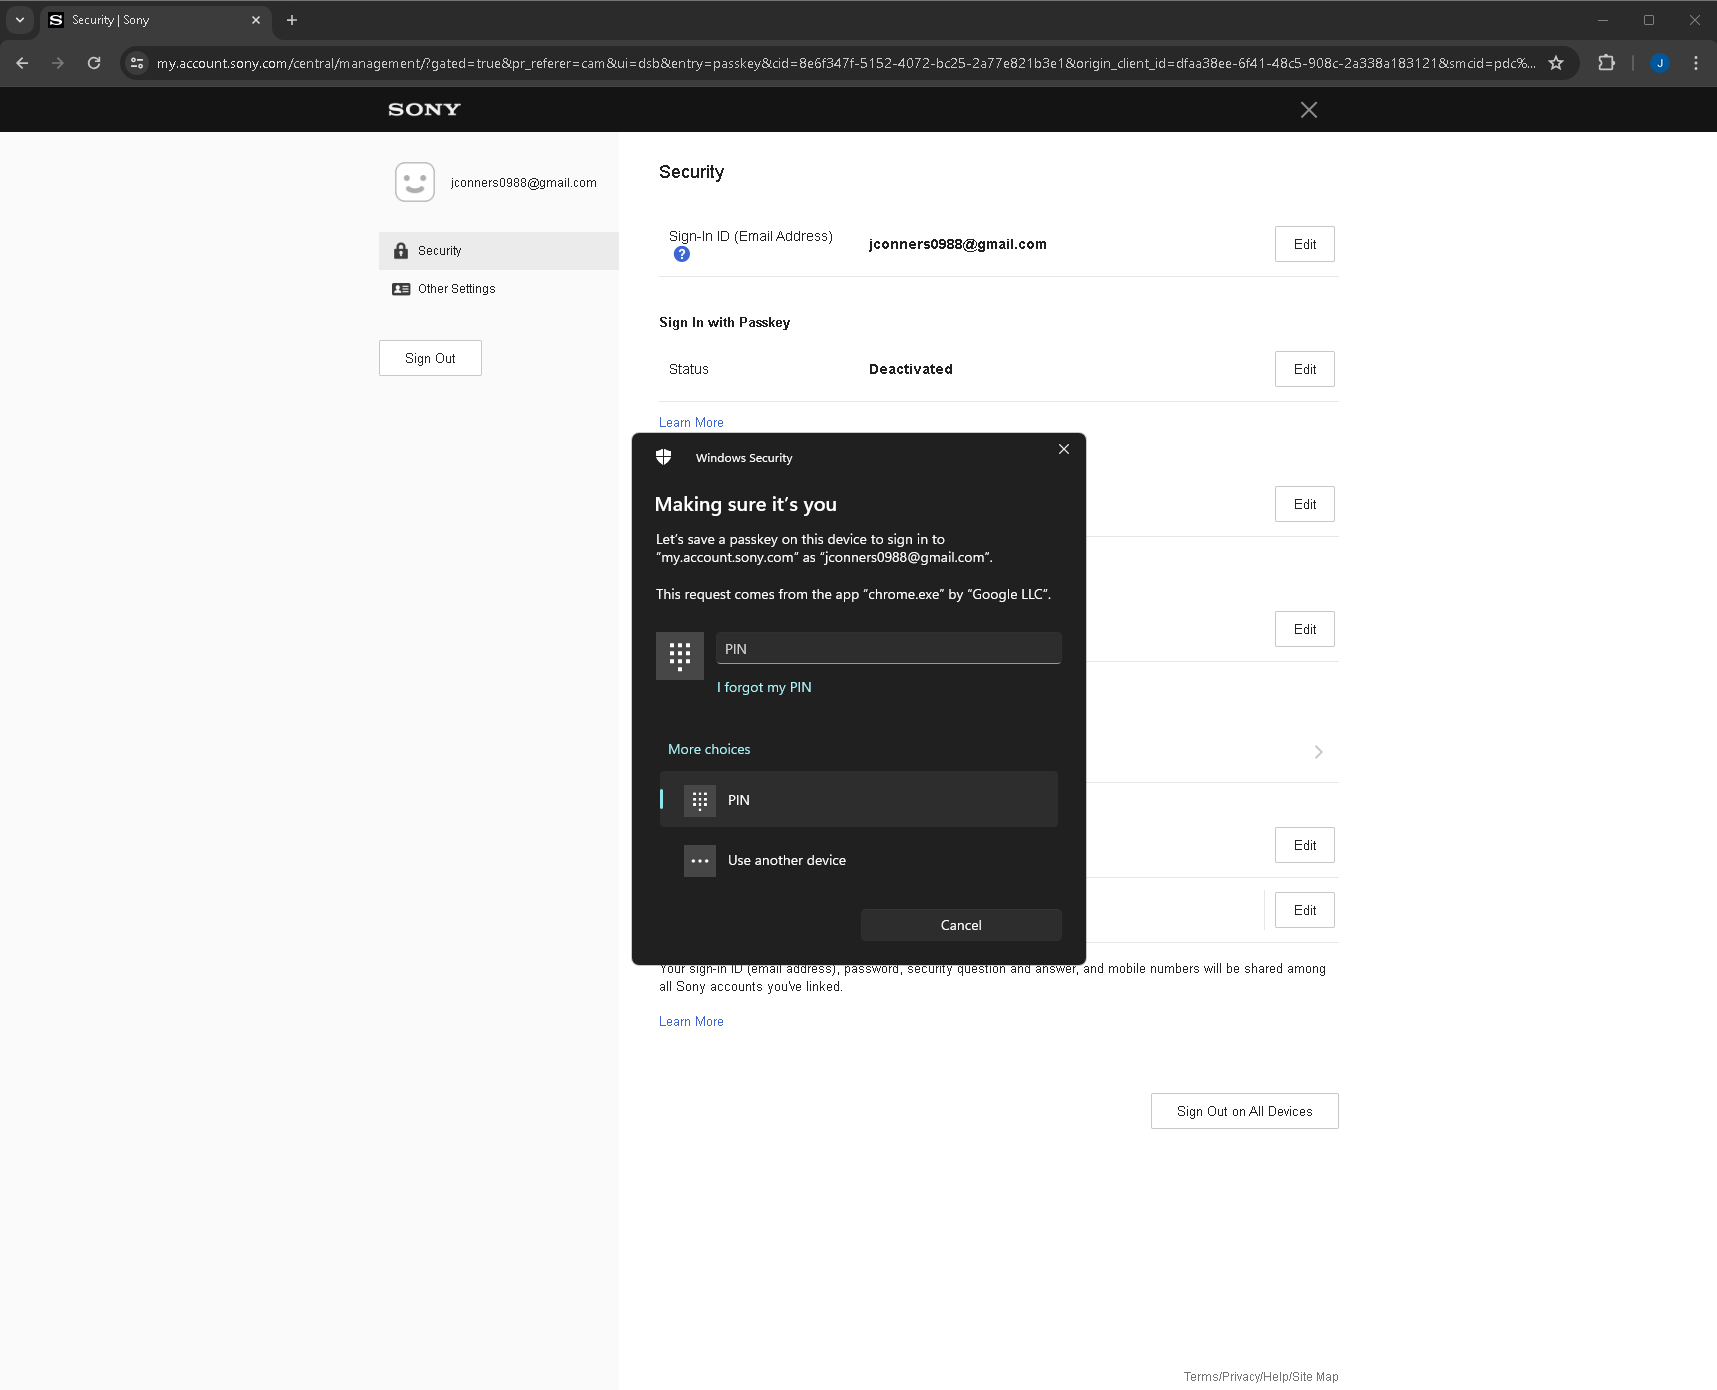 Security | Sony
my.account.sony.com/central/management/?gated=true&pr_referer=cam&ui=dsb&entry=passkey&cid=8e6f347f-5152-4072-bc25-2a77e821b3e1&origin_client_id=dfaa38ee-6f41-48c5-908c-2a338a183121&smcid=pdc%...
J
SONY
jconners0988@gmail.com
Security
Other Settings
Sign Out
Security
Sign-In ID (Email Address)
?
jconners0988@gmail.com
Edit
Sign In with Passkey
Status
Deactivated
Edit
Learn More
Windows Security
Making sure it's you
Let's save a passkey on this device to sign in to
"my.account.sony.com" as "jconners0988@gmail.com".
This request comes from the app "chrome.exe" by "Google LLC".
PIN
I forgot my PIN
More choices
PIN
Use another device
Cancel
Edit
Edit
Edit
Edit
Your sign-in ID (email address), password, security question and answer, and mobile numbers will be shared among
all Sony accounts you've linked.
Learn More
Sign Out on All Devices
Terms/Privacy/Help/Site Map